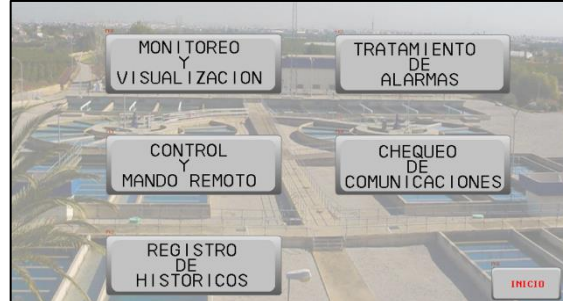 MONITOREO
Y
VISUALIZACION
TRATAMIENTO
DE
ALARMAS
CONTROL
Y
MANDO REMOTO
CHEQUEO
DE
COMUNICACIONES
REGISTRO
DE
HISTORICOS
INICIO